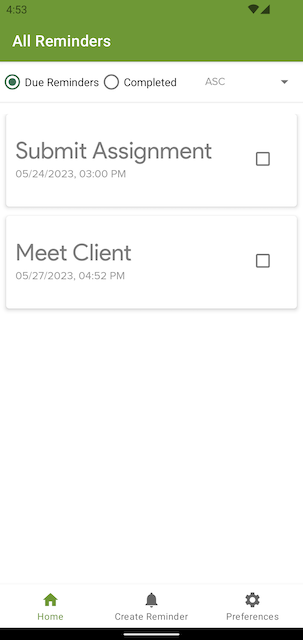 4:53
All Reminders
Due Reminders Completed ASC
Submit Assignment
05/24/2023, 03:00 PM
Meet Client
05/27/2023, 04:52 PM
Home Create Reminder Preferences